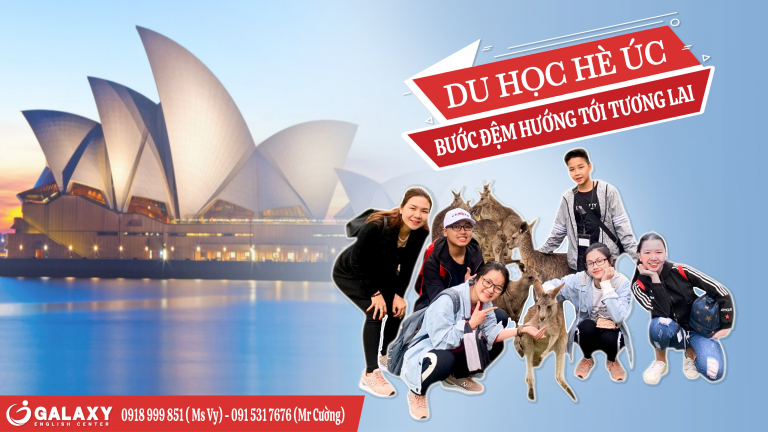 DU HỌC HÈ ÚC
BƯỚC ĐỆM HƯỚNG TỚI TƯƠNG LAI
GALAXY
ENGLISH CENTER
0918 999 851 ( Ms Vy) - 091 531 7676 (Mr Cường)